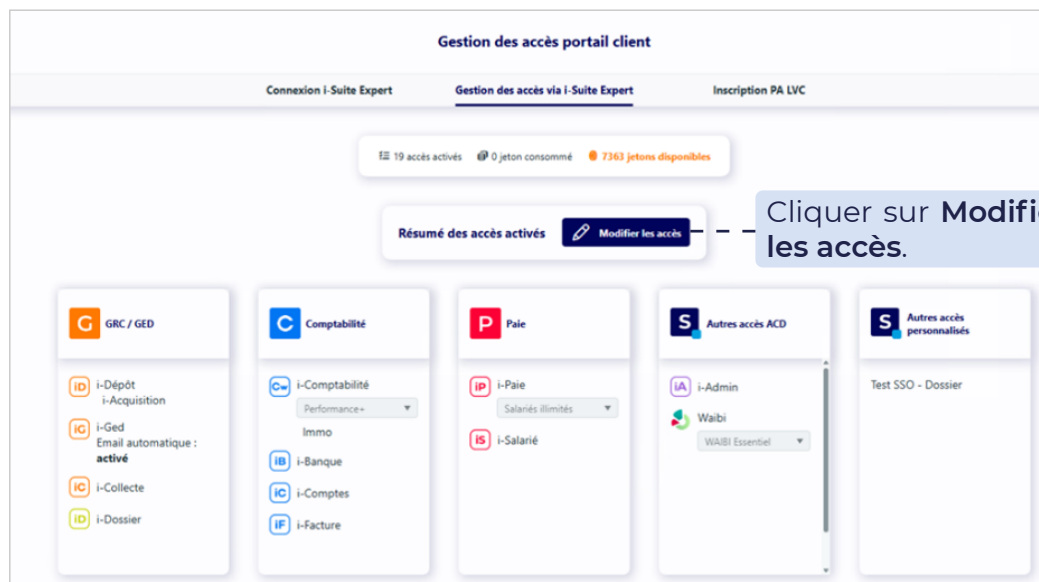 Gestion des accès portail client
Connexion i-Suite Expert
Gestion des accès via i-Suite Expert
Inscription PA LVC
19 accès activés
0 jeton consommé
7363 jetons disponibles
Résumé des accès activés
Modifier les accès
Cliquer sur Modifie
les accès.
G
GRC / GED
iD
i-Dépôt
i-Acquisition
iG
i-Ged
Email automatique :
activé
iC
i-Collecte
iD
i-Dossier
C
Comptabilité
Cw
i-Comptabilité
Performance+
Immo
iB
i-Banque
iC
i-Comptes
iF
i-Facture
P
Paie
iP
i-Paie
Salariés illimités
iS
i-Salarié
S
Autres accès ACD
iA
i-Admin
Waibi
WAIBI Essentiel
S
Autres accès
personnalisés
Test SSO - Dossier